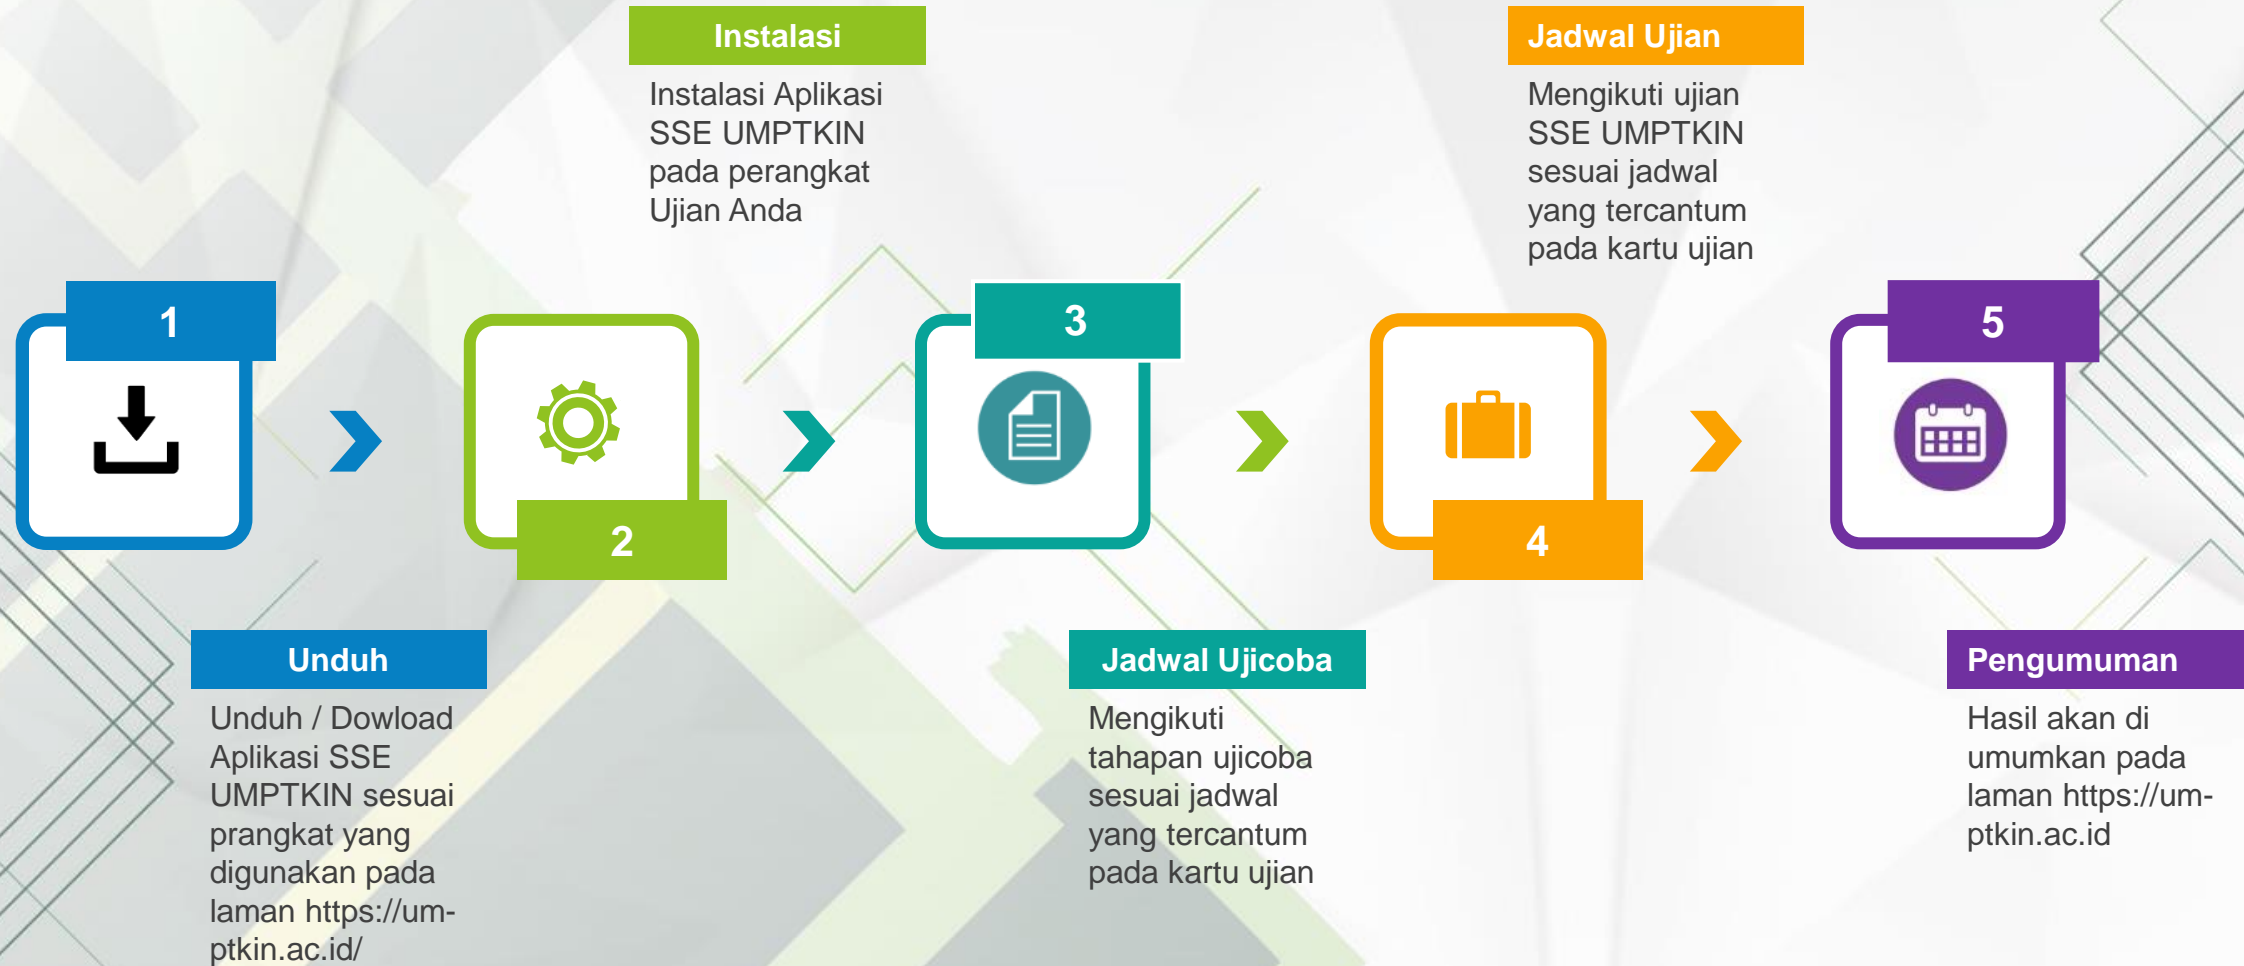 1
Unduh
Unduh / Dowload
Aplikasi SSE
UMPTKIN sesuai
prangkat yang
digunakan pada
laman https://um-
ptkin.ac.id/
Instalasi
Instalasi Aplikasi
SSE UMPTKIN
pada perangkat
Ujian Anda
2
3
Jadwal Ujicoba
Mengikuti
tahapan ujicoba
sesuai jadwal
yang tercantum
pada kartu ujian
Jadwal Ujian
Mengikuti ujian
SSE UMPTKIN
sesuai jadwal
yang tercantum
pada kartu ujian
4
5
Pengumuman
Hasil akan di
umumkan pada
laman https://um-
ptkin.ac.id